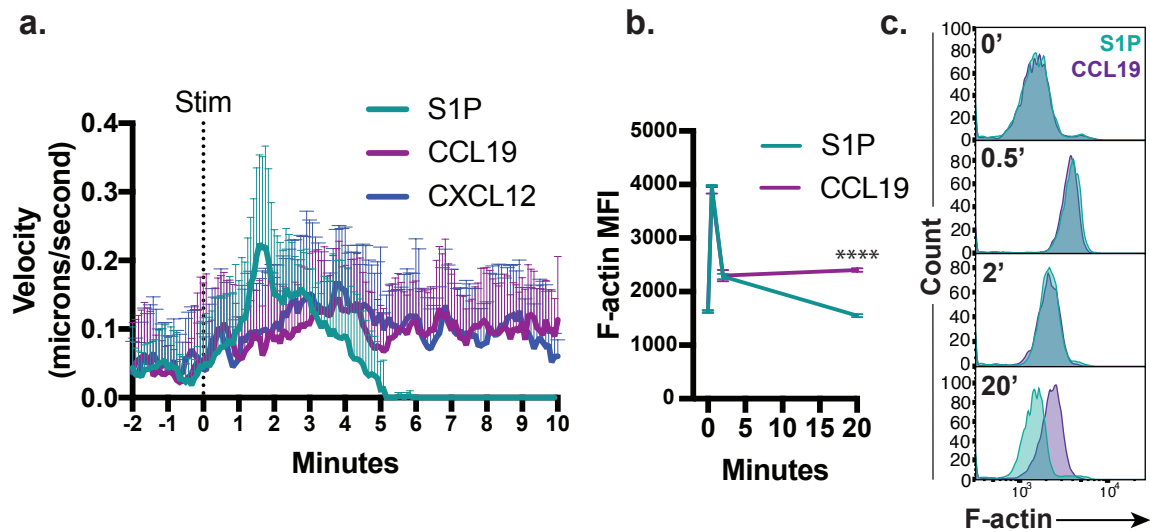 a.
Stim
S1P
CCL19
CXCL12
Velocity
(microns/second)
0.4
0.3
0.2
0.1
0.0
-2 -1 0 1 2 3 4 5 6 7 8 9 10
Minutes
b.
S1P
CCL19
****
F-actin MFI
5000
4000
3000
2000
1000
0
0 5 10 15 20
Minutes
c.
S1P
CCL19
0'
100
80
60
40
20
0
0.5'
80
60
40
20
0
2'
80
60
40
20
0
20'
100
80
60
40
20
0
Count
10³ 10⁴
F-actin